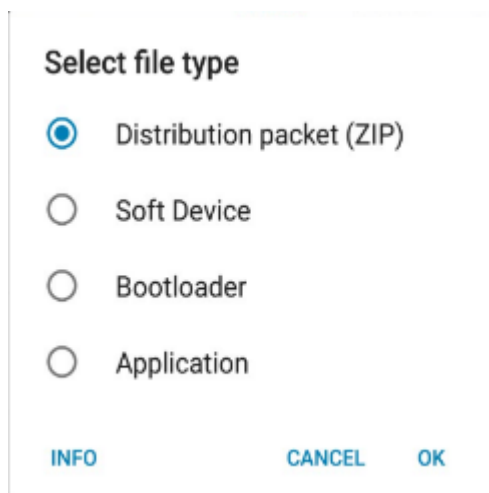 Select file type
Distribution packet (ZIP)
Soft Device
Bootloader
Application
INFO CANCEL OK